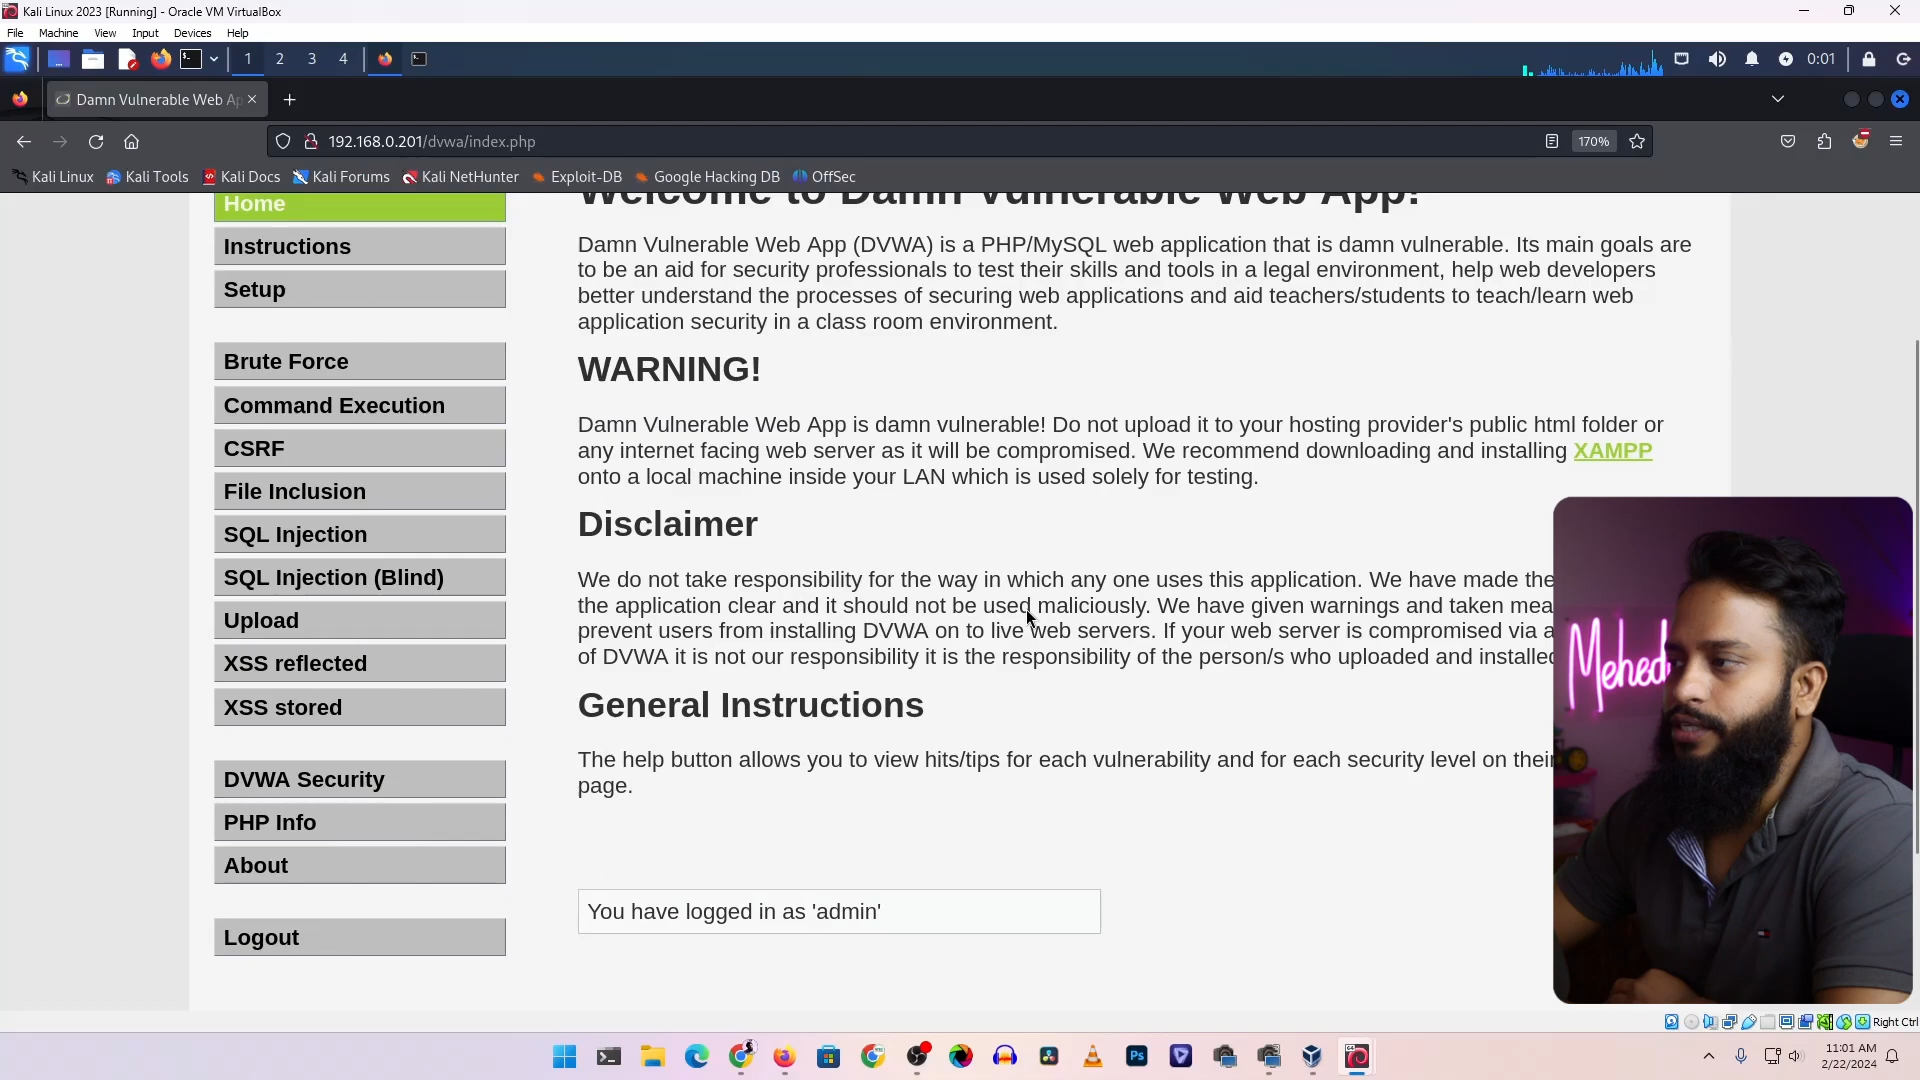 Kali Linux 2023 [Running] - Oracle VM VirtualBox
File Machine View Input Devices Help
1 2 3 4
0:01
Damn Vulnerable Web Ap
192.168.0.201/dvwa/index.php
170%
Kali Linux Kali Tools Kali Docs Kali Forums Kali NetHunter Exploit-DB Google Hacking DB OffSec
Home
Instructions
Setup
Brute Force
Command Execution
CSRF
File Inclusion
SQL Injection
SQL Injection (Blind)
Upload
XSS reflected
XSS stored
DVWA Security
PHP Info
About
Logout
Welcome to Damn Vulnerable Web App!
Damn Vulnerable Web App (DVWA) is a PHP/MySQL web application that is damn vulnerable. Its main goals are
to be an aid for security professionals to test their skills and tools in a legal environment, help web developers
better understand the processes of securing web applications and aid teachers/students to teach/learn web
application security in a class room environment.
WARNING!
Damn Vulnerable Web App is damn vulnerable! Do not upload it to your hosting provider's public html folder or
any internet facing web server as it will be compromised. We recommend downloading and installing XAMPP
onto a local machine inside your LAN which is used solely for testing.
Disclaimer
We do not take responsibility for the way in which any one uses this application. We have made the
the application clear and it should not be used maliciously. We have given warnings and taken mea
prevent users from installing DVWA on to live web servers. If your web server is compromised via a
of DVWA it is not our responsibility it is the responsibility of the person/s who uploaded and installed
General Instructions
The help button allows you to view hits/tips for each vulnerability and for each security level on their
page.
You have logged in as 'admin'
Mehed
Right Ctrl
Ps
11:01 AM
2/22/2024